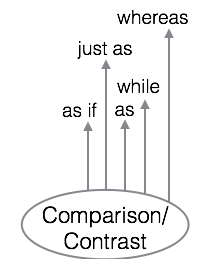 whereas
just as
while
as if
as
Comparison/
Contrast